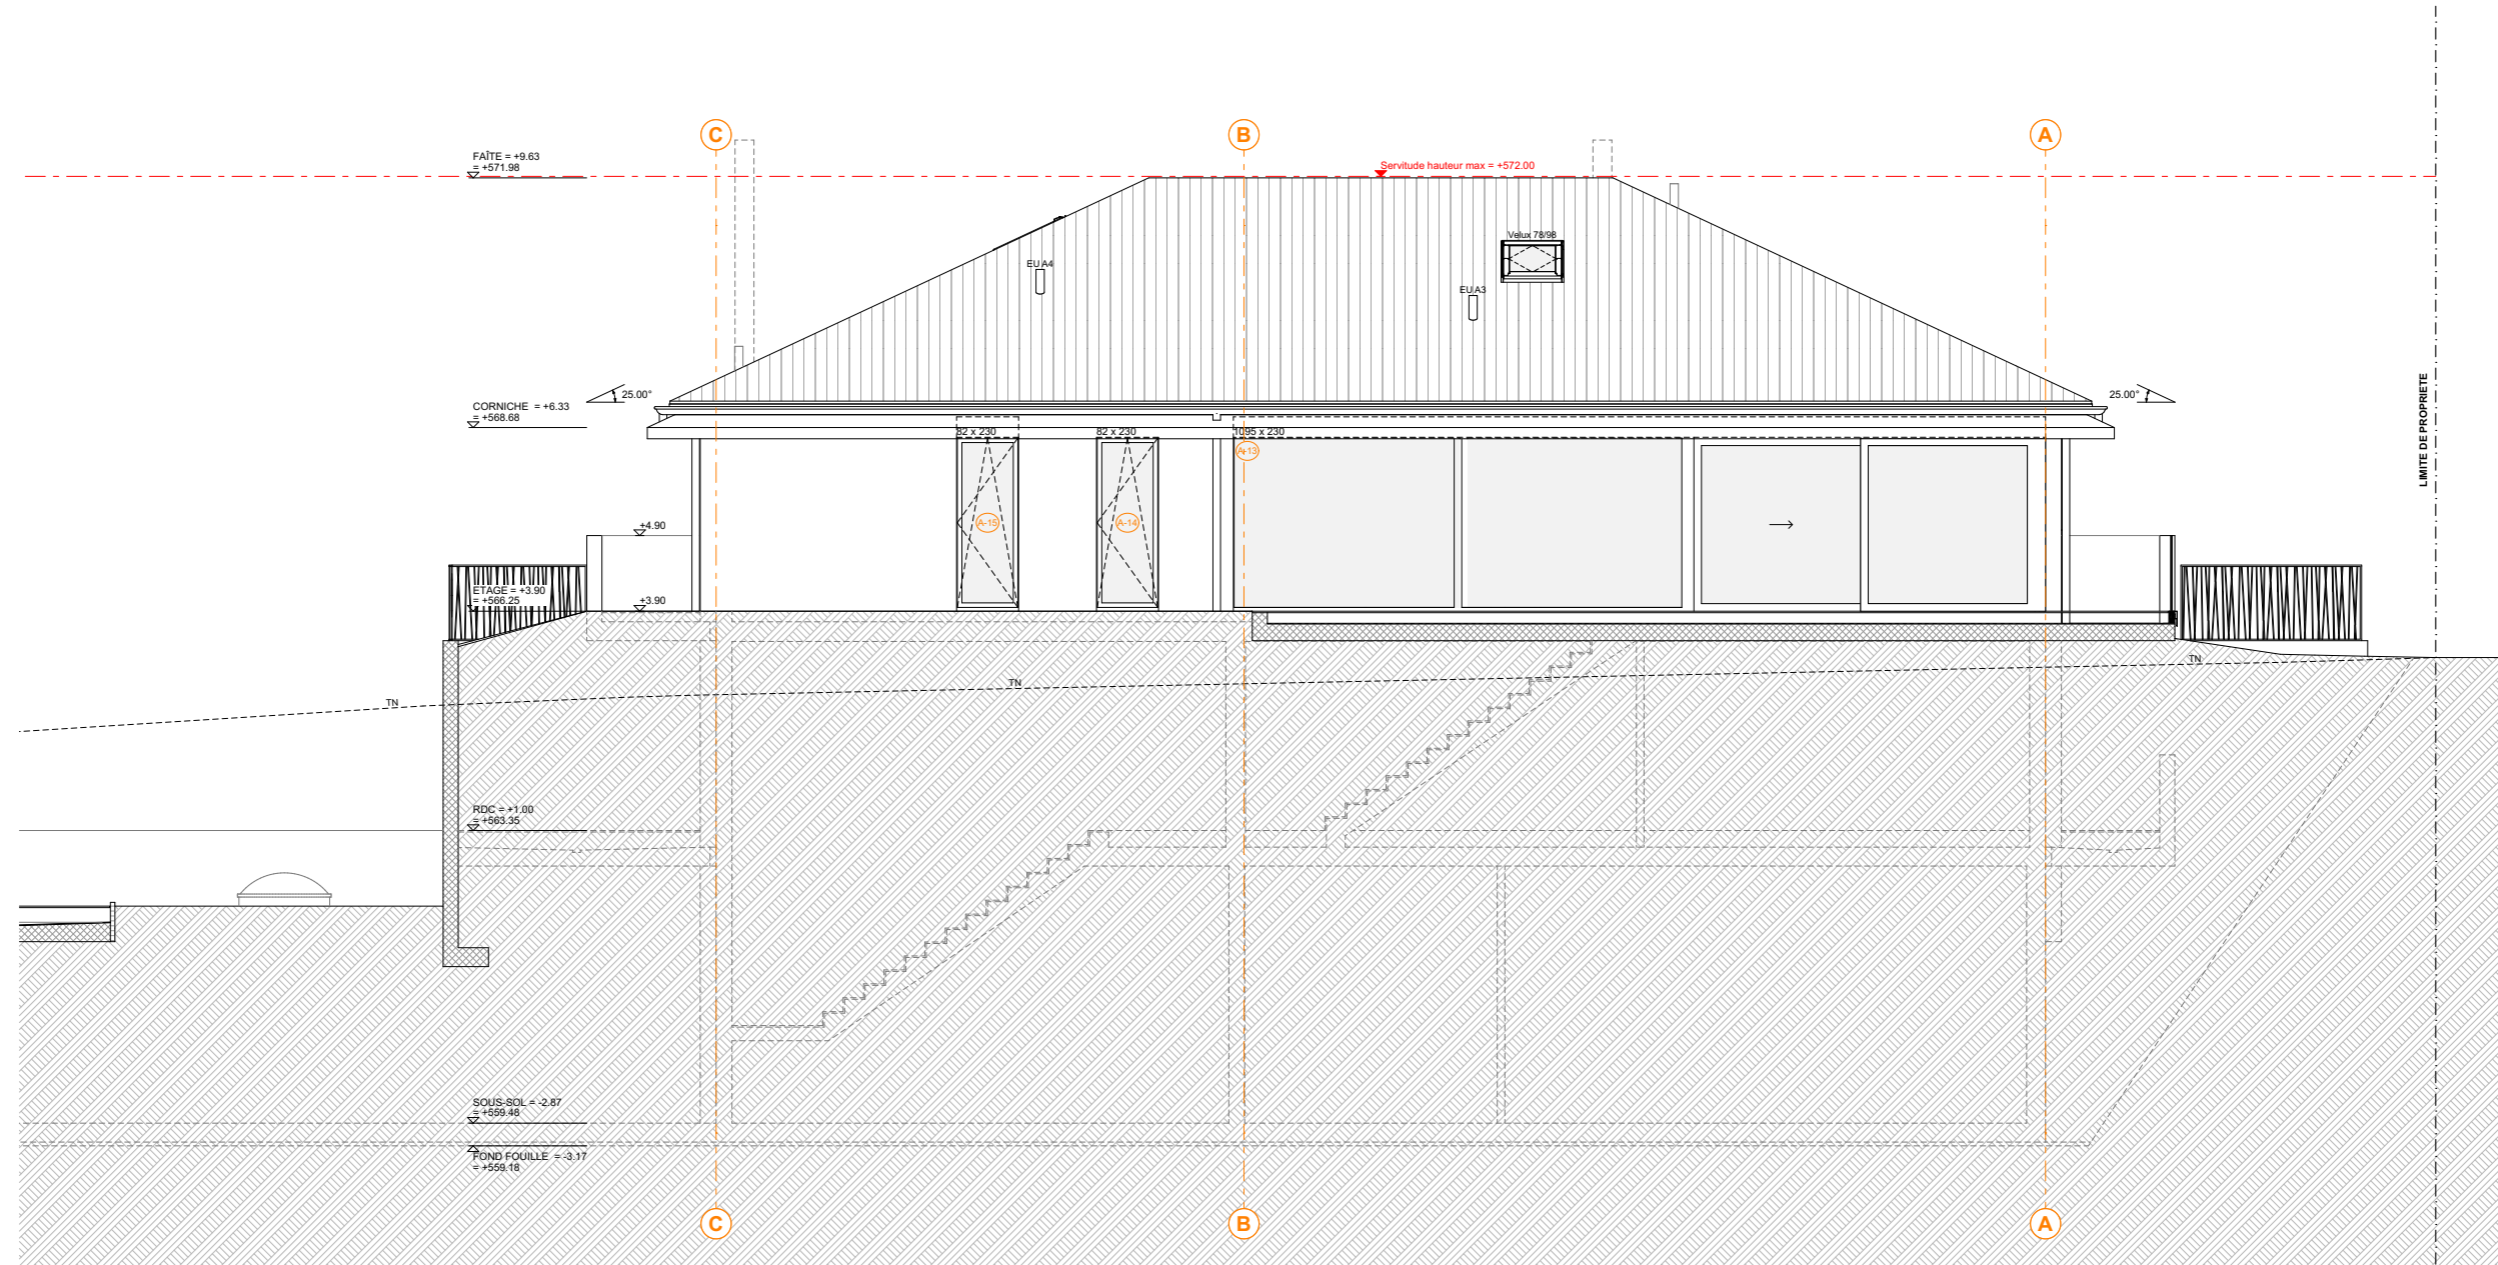 C
B
A
FAÎTE = +9.63
= +571.98
Servitude hauteur max = +572.00
Velux 78/98
EU A4
EU A3
25.00°
25.00°
CORNICHE = +6.33
= +568.68
LIMITE DE PROPRIETE
82 x 230
82 x 230
1095 x 230
A-13
A-15
A-14
+4.90
ETAGE = +3.90
= +566.25
+3.90
TN
TN
TN
RDC = +1.00
= +563.35
SOUS-SOL = -2.87
= +559.48
FOND FOUILLE = -3.17
= +559.18
C
B
A